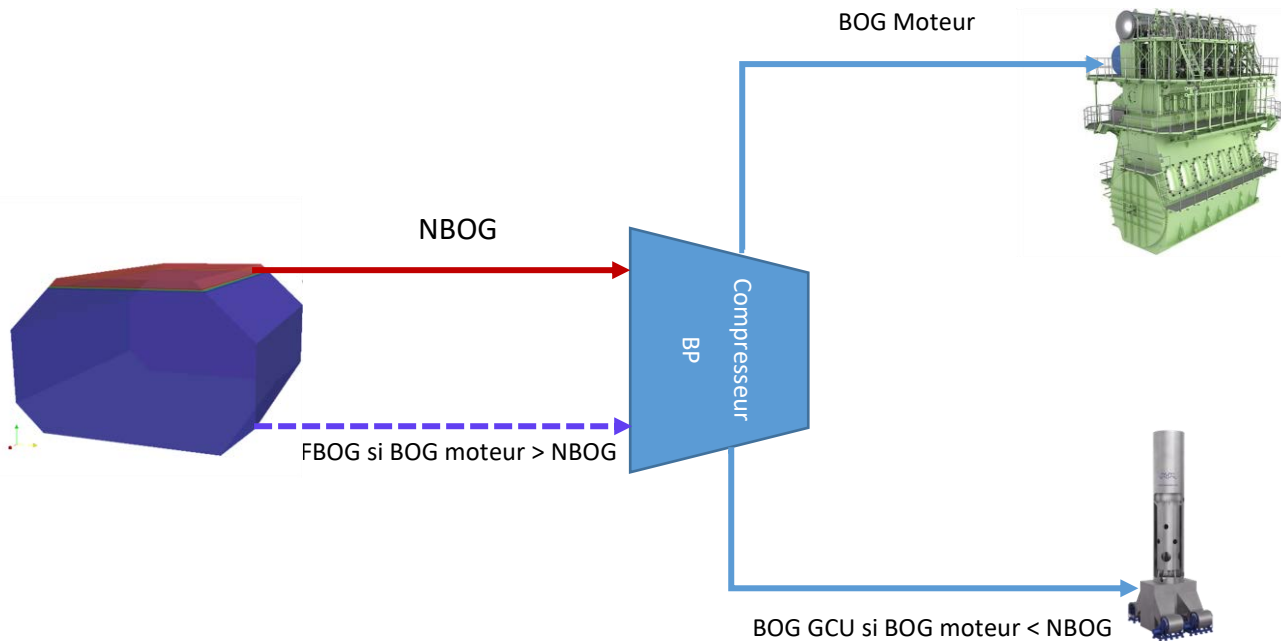 BOG Moteur
NBOG
Compresseur
BP
FBOG si BOG moteur > NBOG
BOG GCU si BOG moteur < NBOG